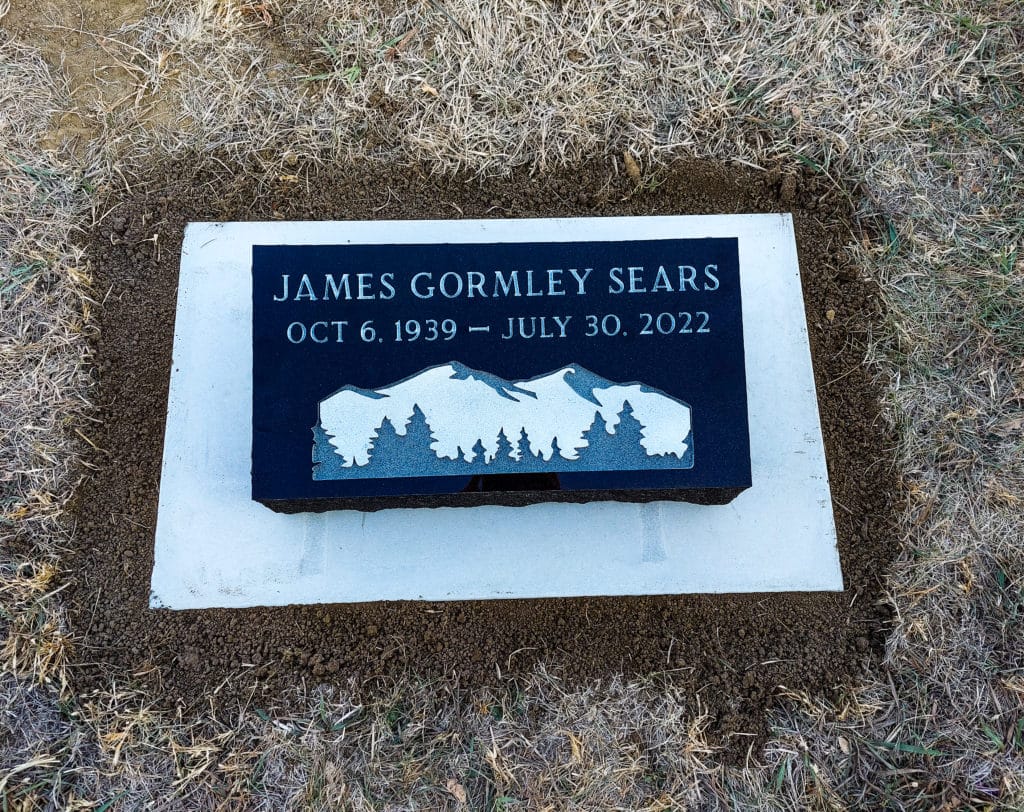 JAMES GORMLEY SEARS
OCT 6, 1939 – JULY 30, 2022